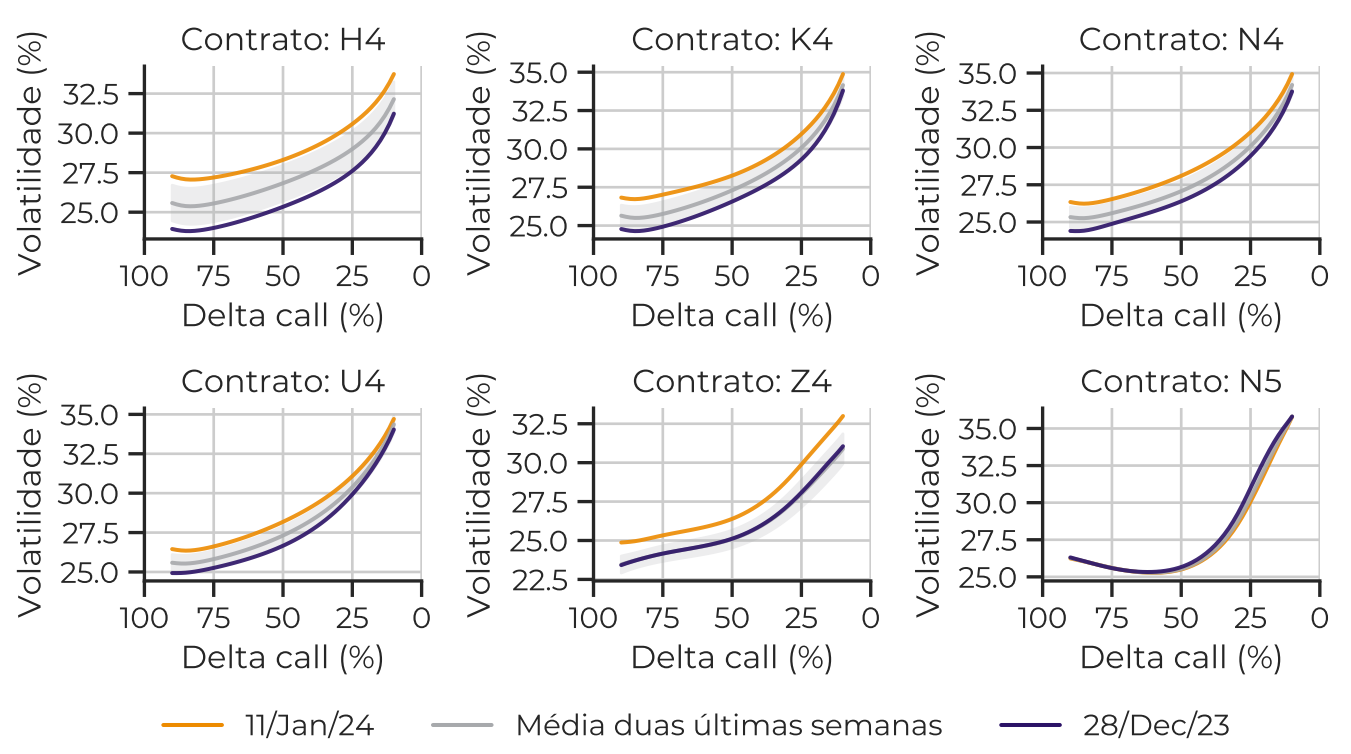 Contrato: H4
Volatilidade (%)
32.5
30.0
27.5
25.0
100 75 50 25 0
Delta call (%)
Contrato: K4
Volatilidade (%)
35.0
32.5
30.0
27.5
25.0
100 75 50 25 0
Delta call (%)
Contrato: N4
Volatilidade (%)
35.0
32.5
30.0
27.5
25.0
100 75 50 25 0
Delta call (%)
Contrato: U4
Volatilidade (%)
35.0
32.5
30.0
27.5
25.0
100 75 50 25 0
Delta call (%)
Contrato: Z4
Volatilidade (%)
32.5
30.0
27.5
25.0
22.5
100 75 50 25 0
Delta call (%)
Contrato: N5
Volatilidade (%)
35.0
32.5
30.0
27.5
25.0
100 75 50 25 0
Delta call (%)
11/Jan/24 Média duas últimas semanas 28/Dec/23